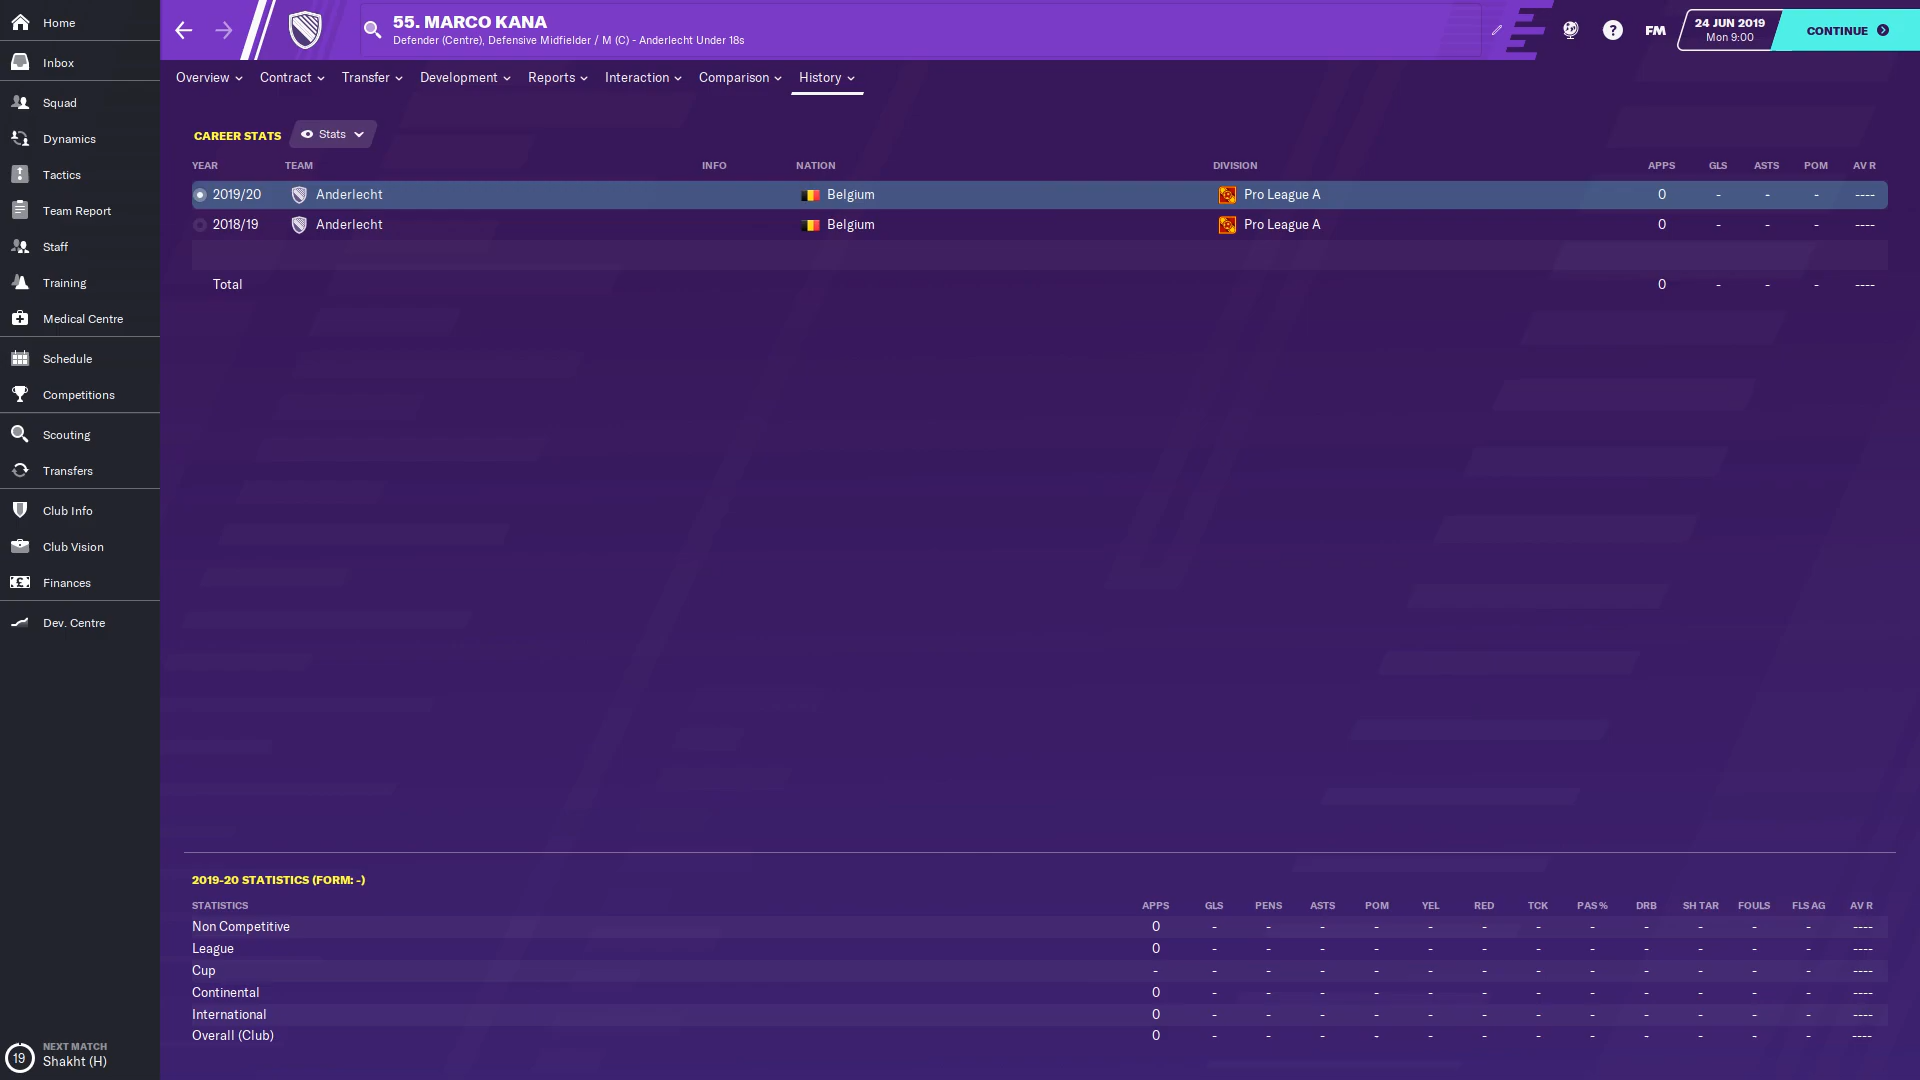 Home
Inbox
Squad
Dynamics
Tactics
Team Report
Staff
Training
Medical Centre
Schedule
Competitions
Scouting
Transfers
Club Info
Club Vision
Finances
Dev. Centre
19 NEXT MATCH
Shakht (H)
55. MARCO KANA
Defender (Centre), Defensive Midfielder / M (C) - Anderlecht Under 18s
? FM
24 JUN 2019
Mon 9:00
CONTINUE
Overview Contract Transfer Development Reports Interaction Comparison History
CAREER STATS Stats
YEAR TEAM INFO NATION DIVISION APPS GLS ASTS POM AV R
2019/20 Anderlecht Belgium Pro League A 0 - - - ----
2018/19 Anderlecht Belgium Pro League A 0 - - - ----
Total 0 - - - ----
2019-20 STATISTICS (FORM: -)
STATISTICS APPS GLS PENS ASTS POM YEL RED TCK PAS % DRB SH TAR FOULS FLS AG AV R
Non Competitive 0 - - - - - - - - - - - - ----
League 0 - - - - - - - - - - - - ----
Cup - - - - - - - - - - - - - ----
Continental 0 - - - - - - - - - - - - ----
International 0 - - - - - - - - - - - - ----
Overall (Club) 0 - - - - - - - - - - - - ----